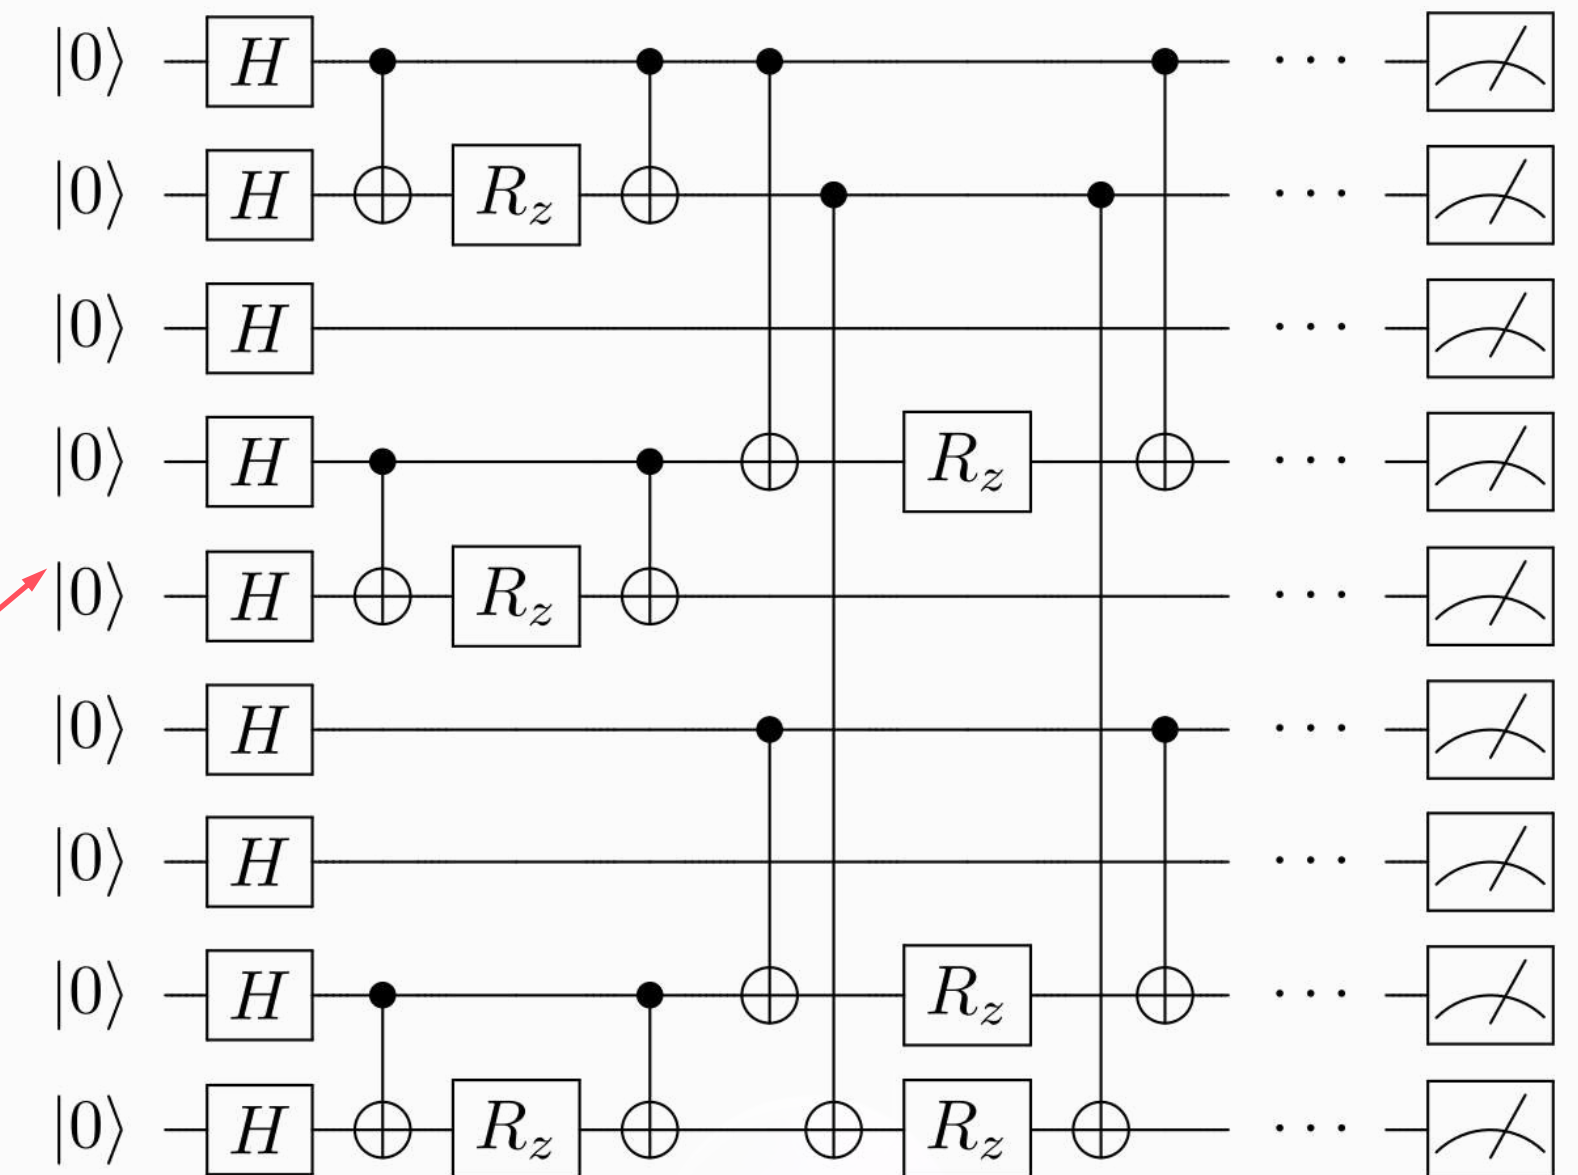 |0⟩ H · · ·
|0⟩ H R_z · · ·
|0⟩ H · · ·
|0⟩ H R_z · · ·
|0⟩ H R_z · · ·
|0⟩ H · · ·
|0⟩ H · · ·
|0⟩ H R_z · · ·
|0⟩ H R_z R_z · · ·